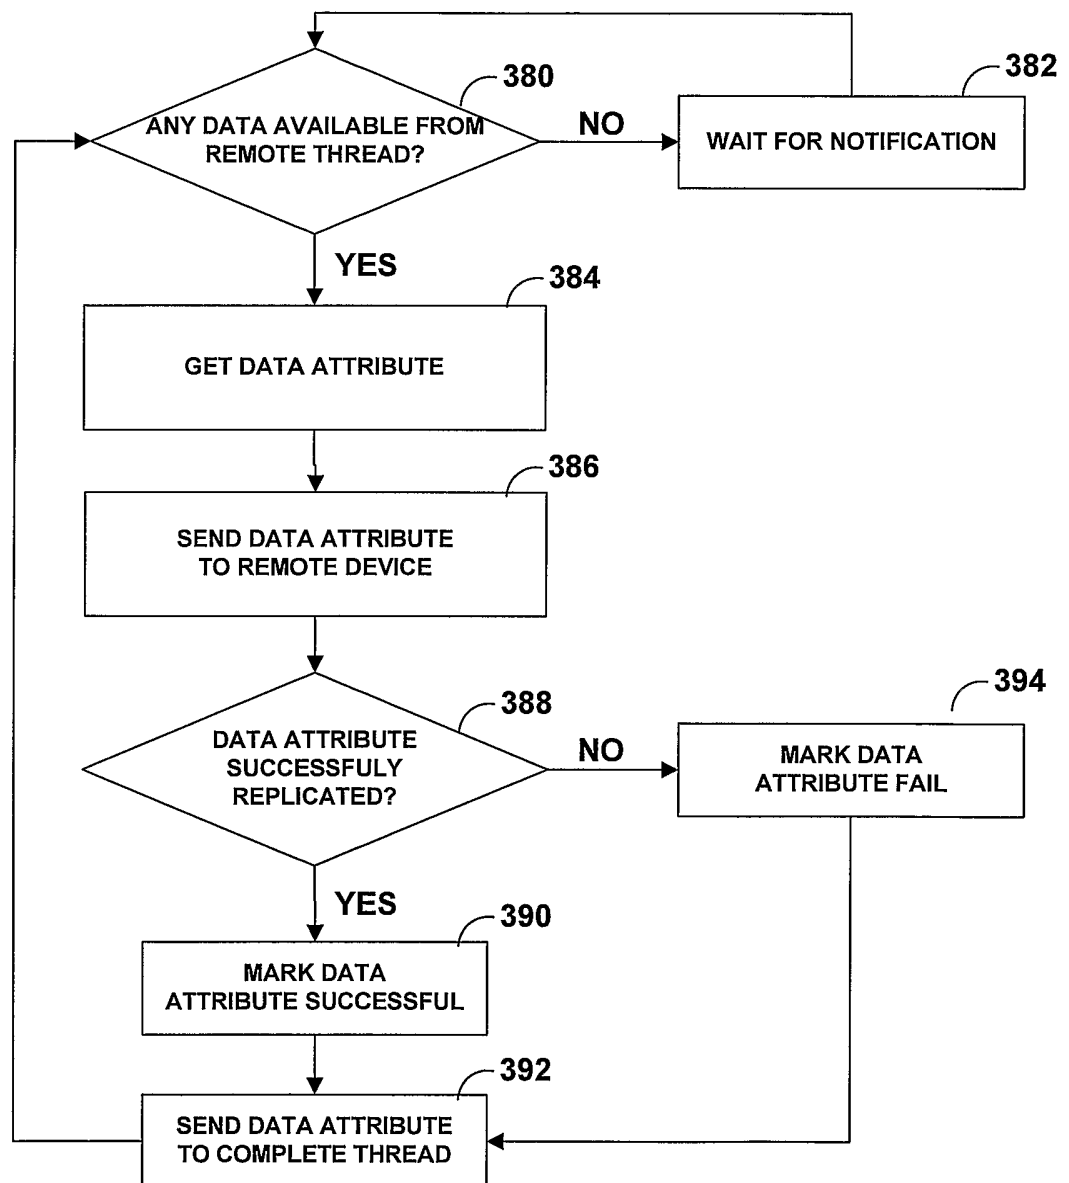 380
ANY DATA AVAILABLE FROM
REMOTE THREAD?
NO
382
WAIT FOR NOTIFICATION
YES
384
GET DATA ATTRIBUTE
386
SEND DATA ATTRIBUTE
TO REMOTE DEVICE
388
DATA ATTRIBUTE
SUCCESSFULY
REPLICATED?
NO
394
MARK DATA
ATTRIBUTE FAIL
YES
390
MARK DATA
ATTRIBUTE SUCCESSFUL
392
SEND DATA ATTRIBUTE
TO COMPLETE THREAD